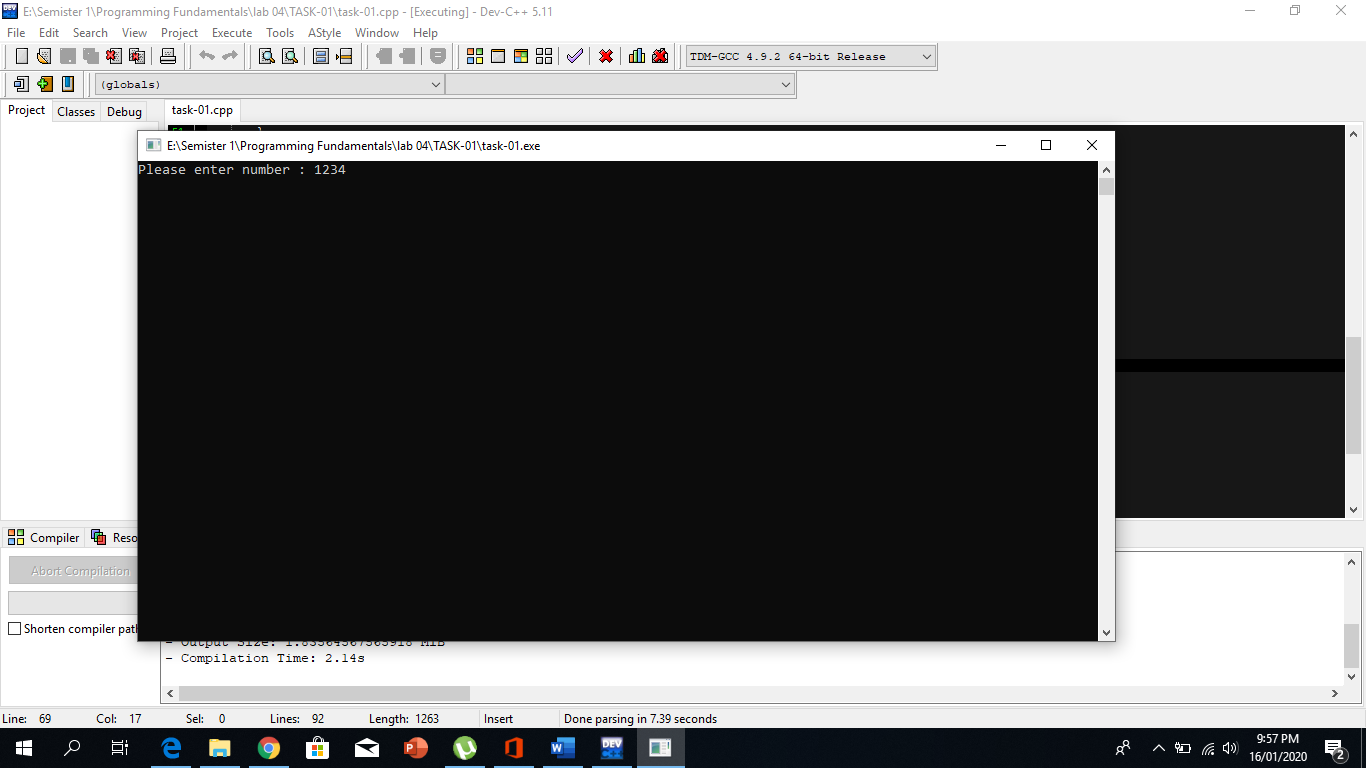 E:\Semister 1\Programming Fundamentals\lab 04\TASK-01\task-01.cpp - [Executing] - Dev-C++ 5.11
File Edit Search View Project Execute Tools AStyle Window Help
TDM-GCC 4.9.2 64-bit Release
(globals)
Project Classes Debug task-01.cpp
E:\Semister 1\Programming Fundamentals\lab 04\TASK-01\task-01.exe
Please enter number : 1234
Compiler
Abort Compilation
Shorten compiler
- Compilation Time: 2.14s
Line: 69 Col: 17 Sel: 0 Lines: 92 Length: 1263 Insert Done parsing in 7.39 seconds
DEV
9:57 PM
16/01/2020
2